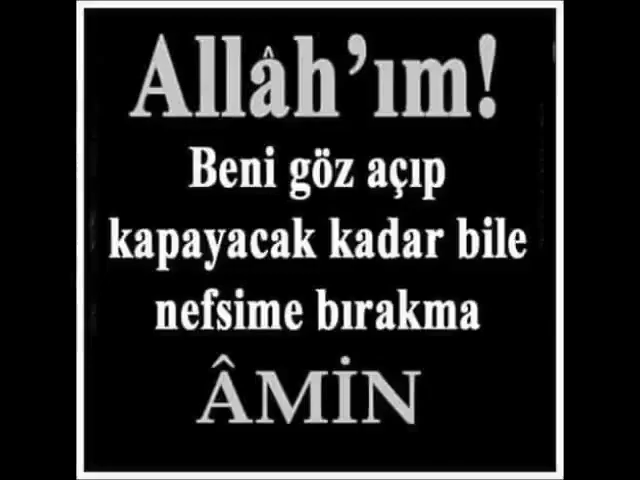 Allâh’ım!
Beni göz açıp
kapayacak kadar bile
nefsime bırakma
ÂMİN